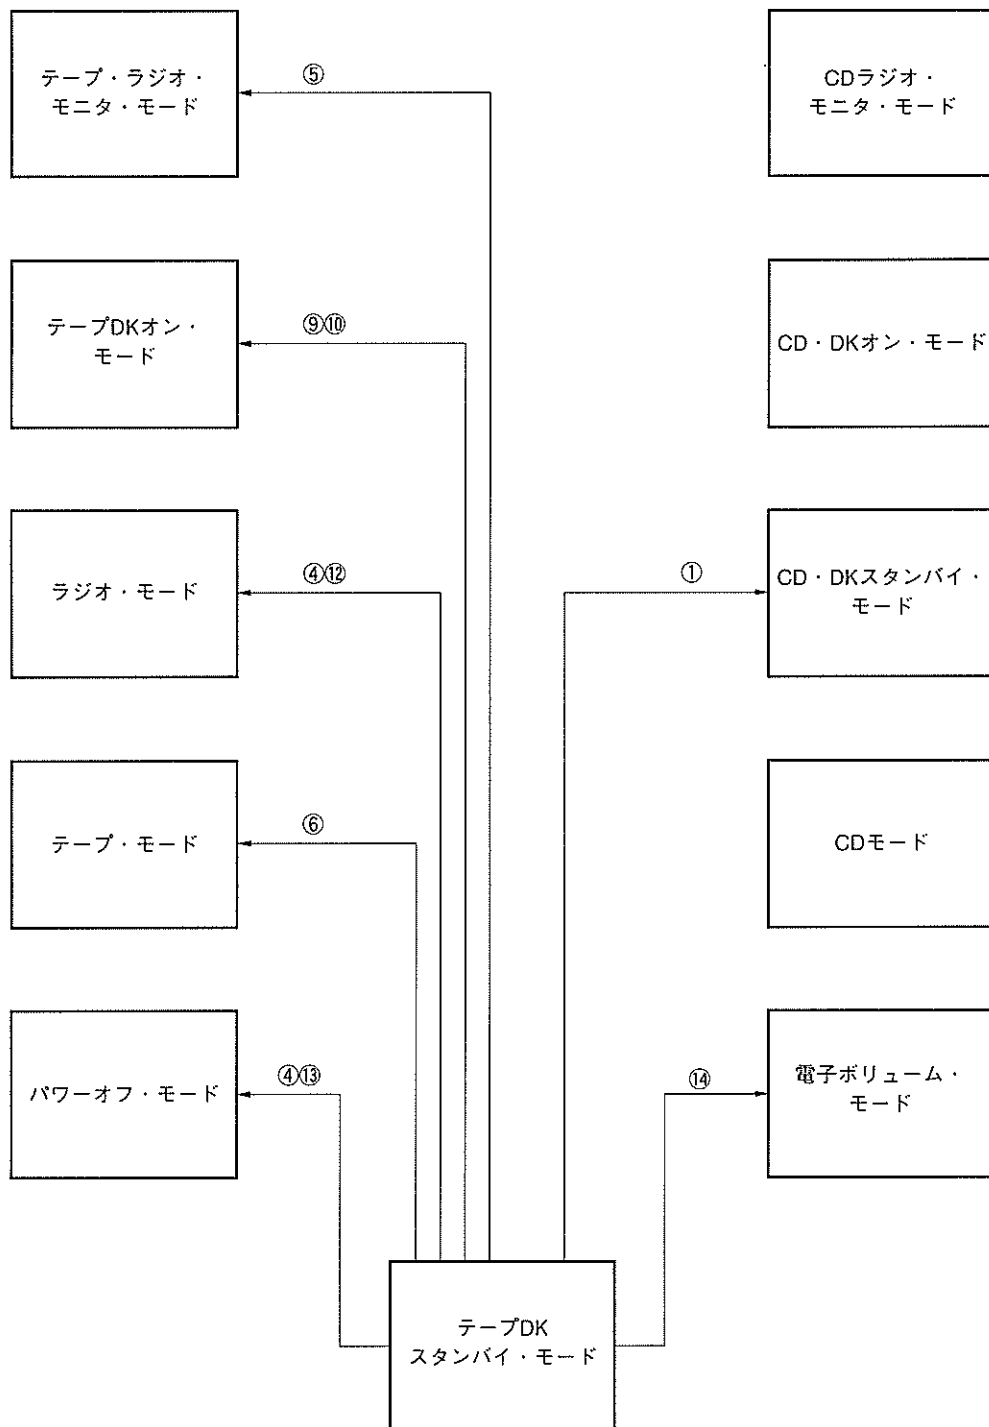 テープ・ラジオ・
モニタ・モード
⑤
CDラジオ・
モニタ・モード
テープDKオン・
モード
⑨⑩
CD・DKオン・モード
ラジオ・モード
④⑫
①
CD・DKスタンバイ・
モード
テープ・モード
⑥
CDモード
パワーオフ・モード
④⑬
⑭
電子ボリューム・
モード
テープDK
スタンバイ・モード